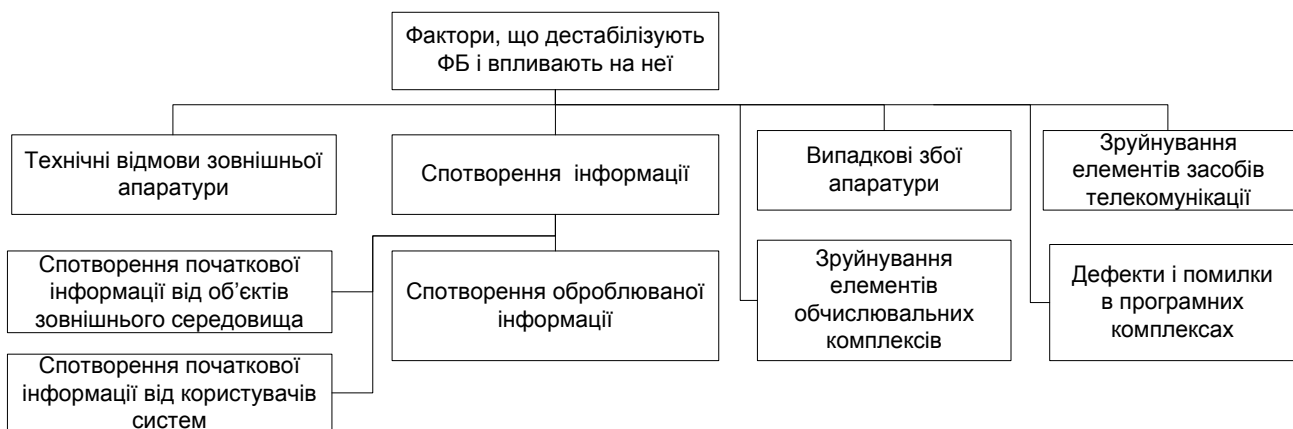 Фактори, що дестабілізують
ФБ і впливають на неї
Технічні відмови зовнішньої
апаратури
Спотворення інформації
Випадкові збої
апаратури
Зруйнування
елементів засобів
телекомунікації
Спотворення початкової
інформації від об’єктів
зовнішнього середовища
Спотворення оброблюваної
інформації
Зруйнування
елементів
обчислювальних
комплексів
Дефекти і помилки
в програмних
комплексах
Спотворення початкової
інформації від користувачів
систем